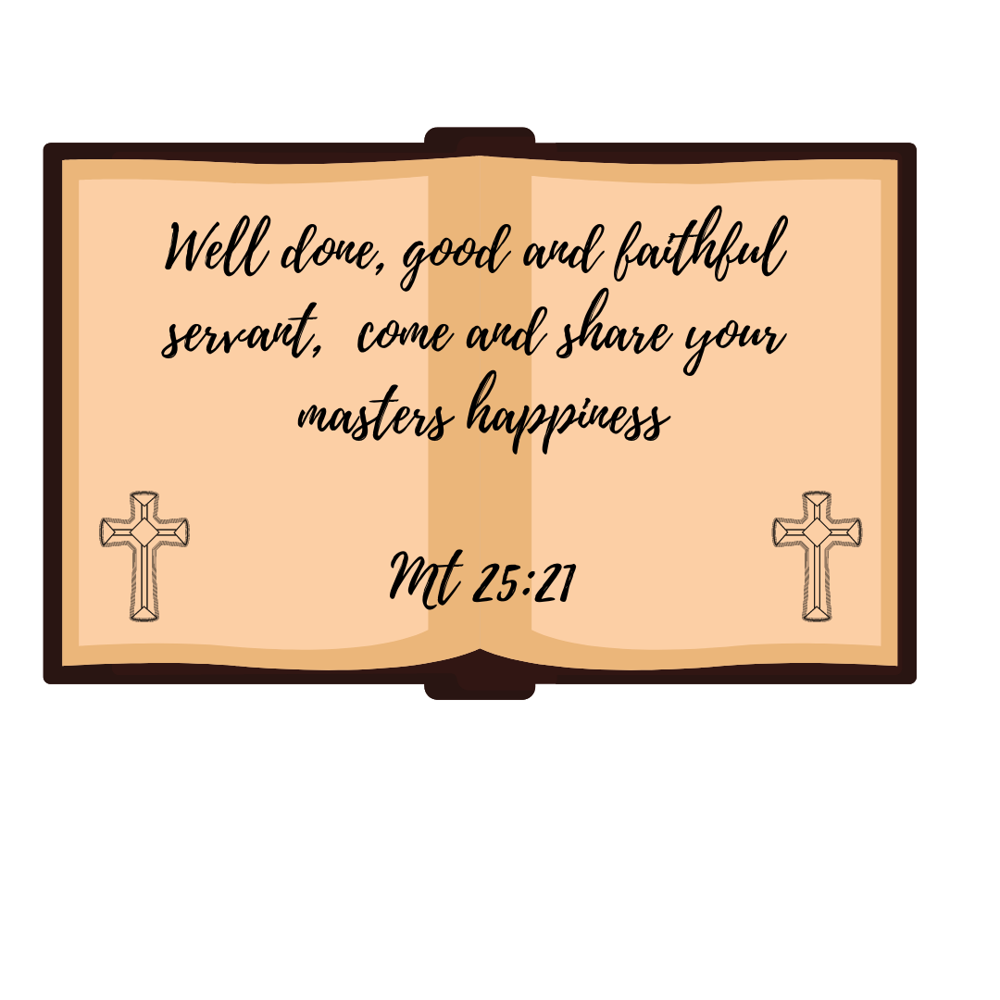 Well done, good and faithful
servant,  come and share your
masters happiness
Mt 25:21